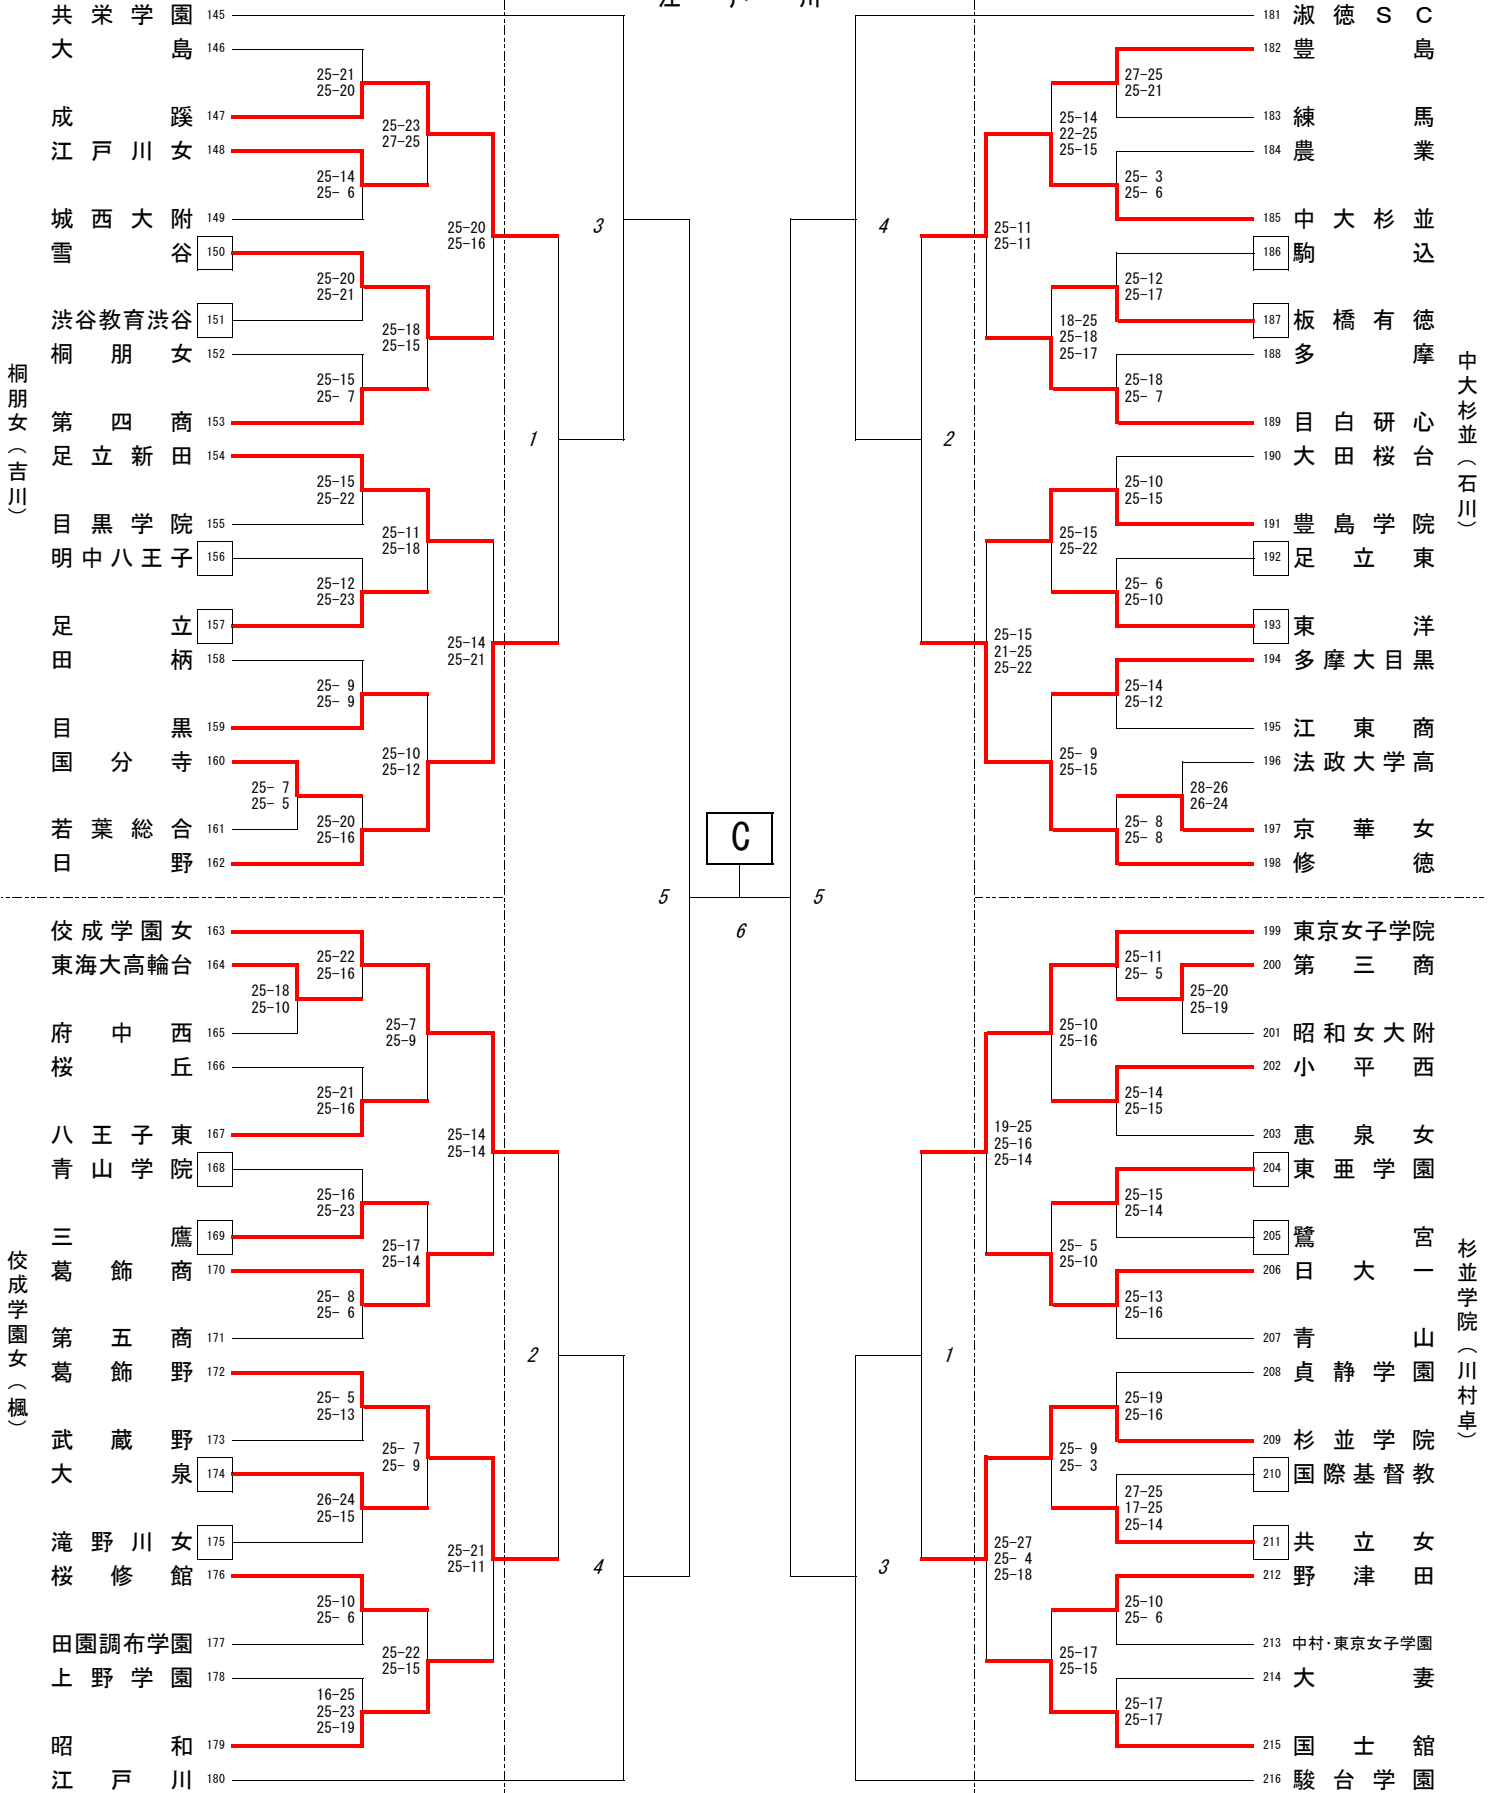 江戸川
共栄学園 145
大島 146
25-21
25-20
成蹊 147
25-23
27-25
江戸川女 148
25-14
25- 6
城西大附 149
25-20
25-16
雪谷 150
25-20
25-21
渋谷教育渋谷 151
25-18
25-15
桐朋女 152
25-15
25- 7
第四商 153
足立新田 154
25-15
25-22
目黒学院 155
25-11
25-18
明中八王子 156
25-12
25-23
足立 157
25-14
25-21
田柄 158
25- 9
25- 9
目黒 159
国分寺 160
25-10
25-12
25- 7
25- 5
若葉総合 161
25-20
25-16
日野 162
桐朋女（吉川）
1
3
佼成学園女 163
25-22
25-16
東海大高輪台 164
25-18
25-10
府中西 165
25-7
25-9
桜丘 166
25-21
25-16
八王子東 167
25-14
25-14
青山学院 168
25-16
25-23
三鷹 169
25-17
25-14
葛飾商 170
25- 8
25- 6
第五商 171
葛飾野 172
25- 5
25-13
武蔵野 173
25- 7
25- 9
大泉 174
26-24
25-15
滝野川女 175
25-21
25-11
桜修館 176
25-10
25- 6
田園調布学園 177
25-22
25-15
上野学園 178
16-25
25-23
25-19
昭和 179
江戸川 180
佼成学園女（楓）
2
4
5
C
6
5
181 淑徳SC
182 豊島
27-25
25-21
183 練馬
25-14
22-25
25-15
184 農業
25- 3
25- 6
185 中大杉並
25-11
25-11
186 駒込
25-12
25-17
187 板橋有徳
18-25
25-18
25-17
188 多摩
25-18
25- 7
189 目白研心
190 大田桜台
25-10
25-15
191 豊島学院
25-15
25-22
192 足立東
25- 6
25-10
193 東洋
25-15
21-25
25-22
194 多摩大目黒
25-14
25-12
195 江東商
25- 9
25-15
196 法政大学高
28-26
26-24
197 京華女
25- 8
25- 8
198 修徳
中大杉並（石川）
4
2
199 東京女子学院
25-11
25- 5
200 第三商
25-20
25-19
201 昭和女大附
25-10
25-16
202 小平西
25-14
25-15
203 恵泉女
19-25
25-16
25-14
204 東亜学園
25-15
25-14
205 鷺宮
25- 5
25-10
206 日大一
25-13
25-16
207 青山
208 貞静学園
25-19
25-16
209 杉並学院
25- 9
25- 3
210 国際基督教
27-25
17-25
25-14
211 共立女
25-27
25- 4
25-18
212 野津田
25-10
25- 6
213 中村・東京女子学園
25-17
25-15
214 大妻
25-17
25-17
215 国士舘
216 駿台学園
杉並学院（川村卓）
1
3